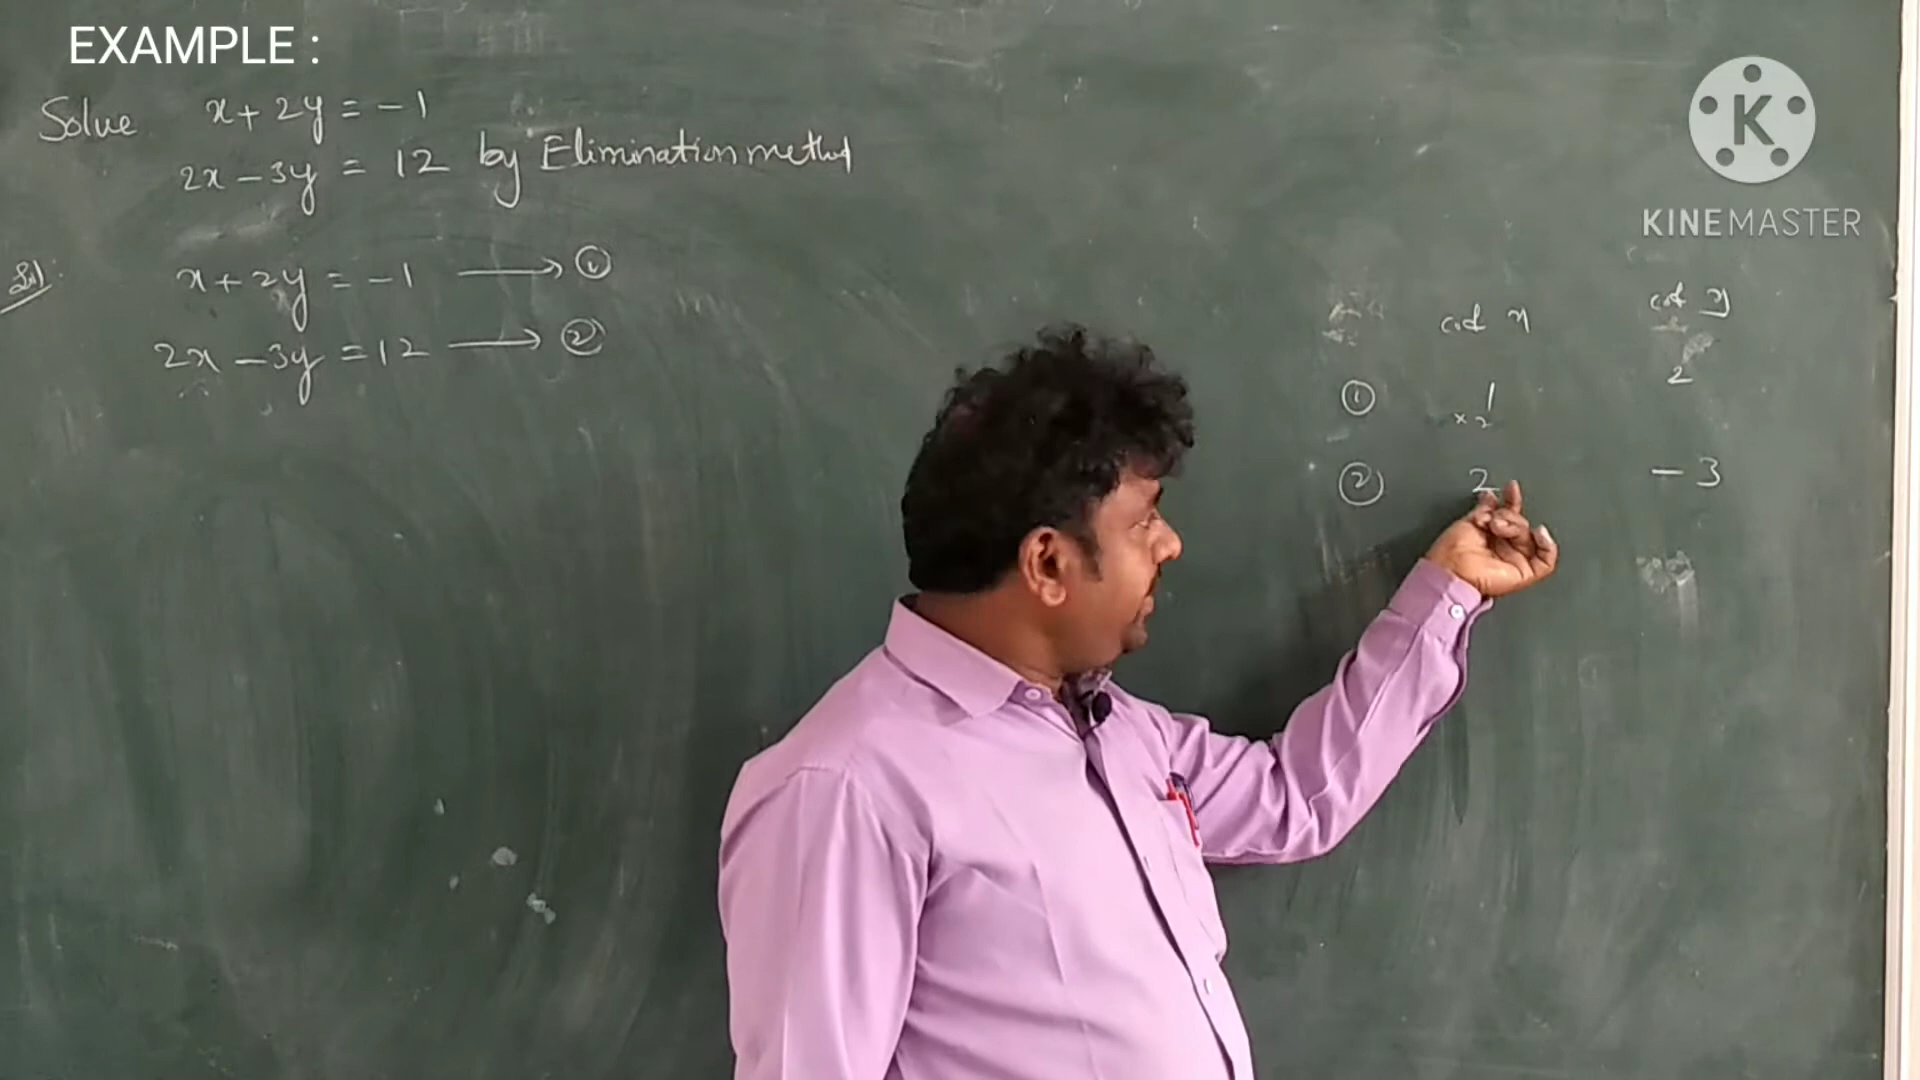 EXAMPLE :
Solve x + 2y = -1
2x - 3y = 12 by Elimination method
Sol:
x + 2y = -1 ⟶ ①
2x - 3y = 12 ⟶ ②
cof x cof y
① 1 2
×2
② 2 -3
K
KINEMASTER